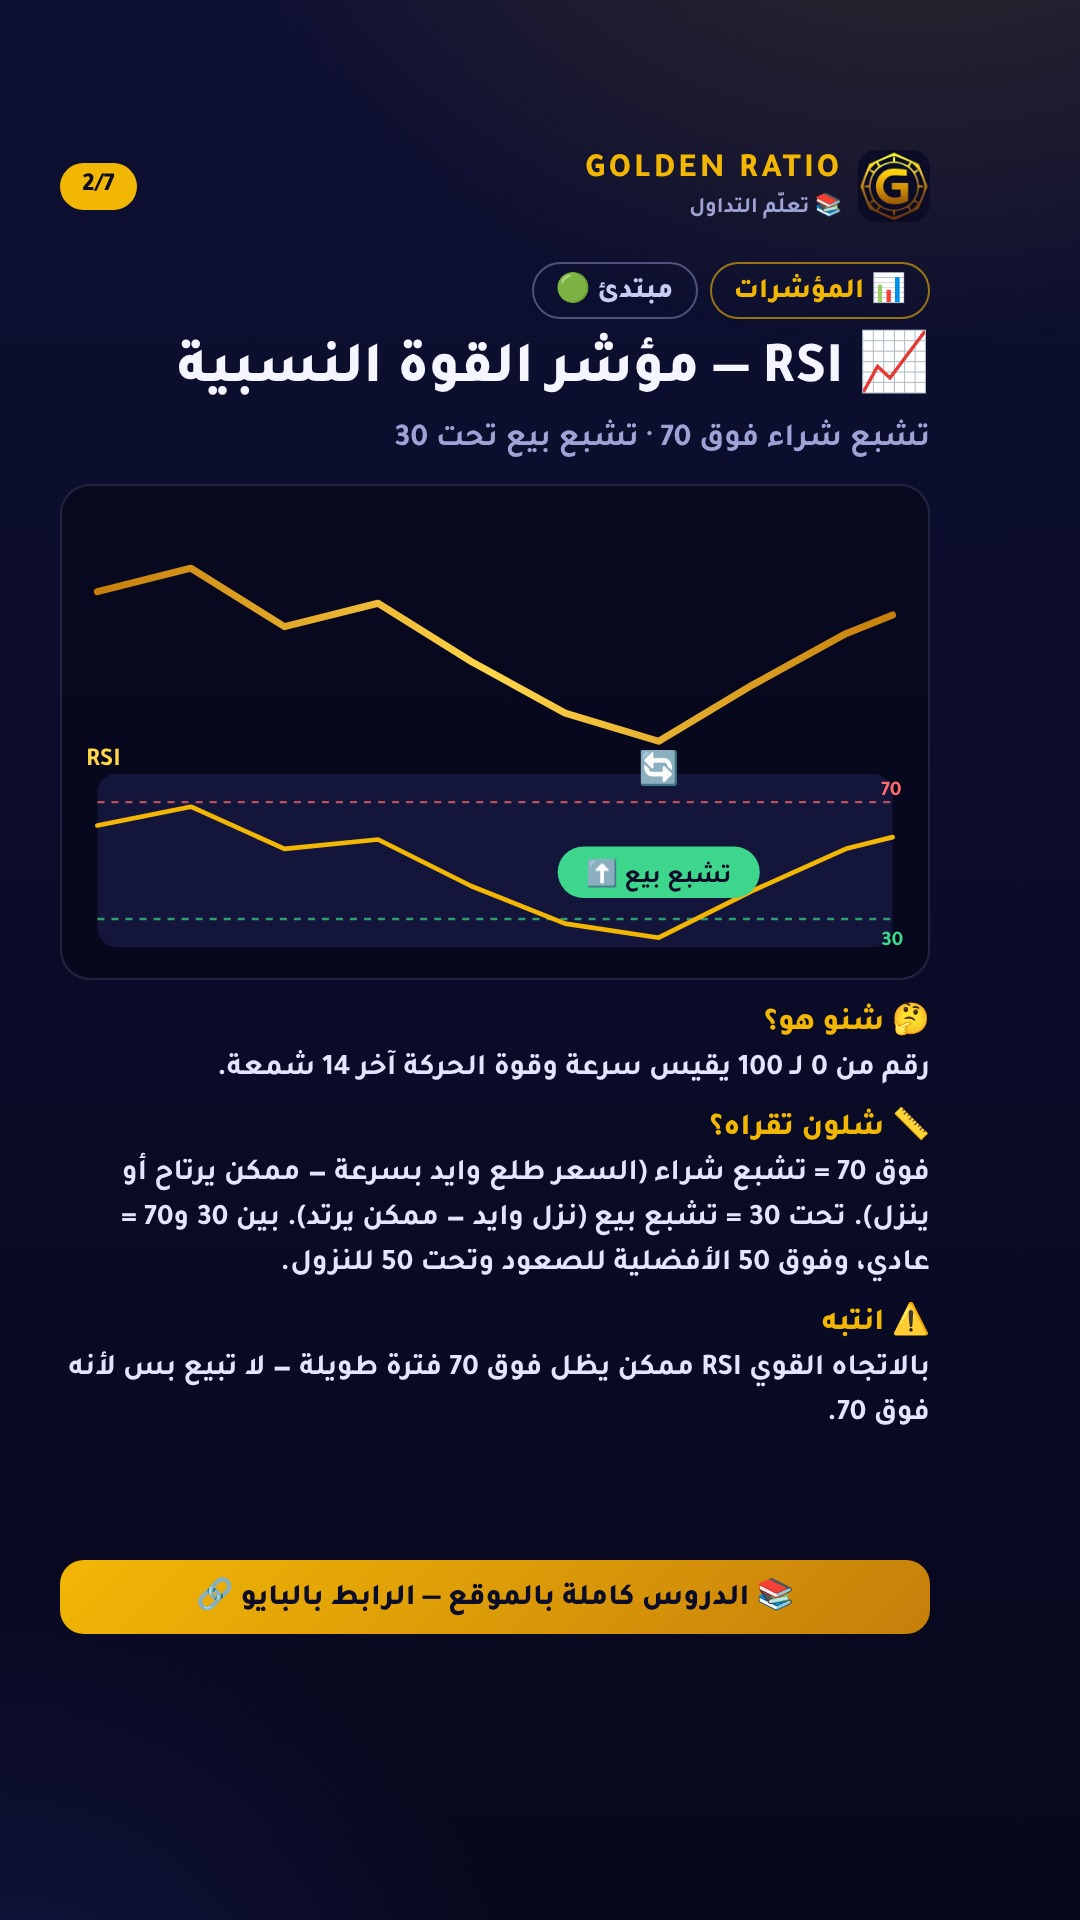 GOLDEN RATIO
📚 تعلّم التداول
2/7
📊 المؤشرات
مبتدئ 🟢
📈 RSI – مؤشر القوة النسبية
تشبع شراء فوق 70 · تشبع بيع تحت 30
RSI
70
تشبع بيع ⬆️
30
🤔 شنو هو؟
رقم من 0 لـ 100 يقيس سرعة وقوة الحركة آخر 14 شمعة.
📏 شلون تقراه؟
فوق 70 = تشبع شراء (السعر طلع وايد بسرعة – ممكن يرتاح أو
ينزل). تحت 30 = تشبع بيع (نزل وايد – ممكن يرتد). بين 30 و70 =
عادي، وفوق 50 الأفضلية للصعود وتحت 50 للنزول.
⚠️ انتبه
بالاتجاه القوي RSI ممكن يظل فوق 70 فترة طويلة – لا تبيع بس لأنه
فوق 70.
📚 الدروس كاملة بالموقع – الرابط بالبايو 🔗